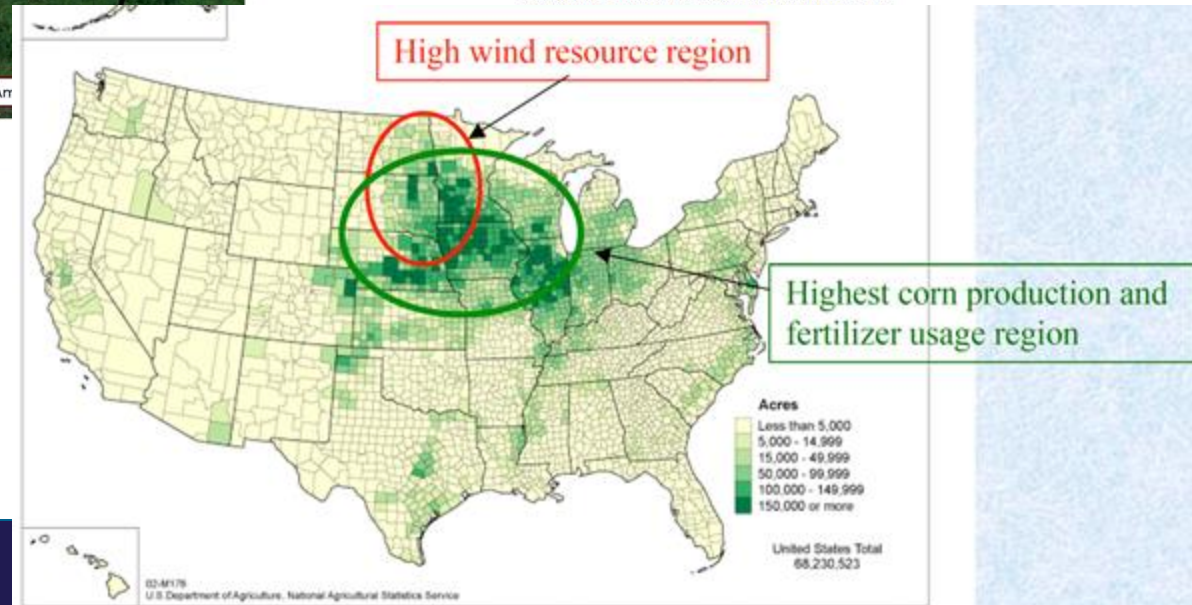 High wind resource region
Highest corn production and
fertilizer usage region
Acres
Less than 5,000
5,000 - 14,999
15,000 - 49,999
50,000 - 99,999
100,000 - 149,999
150,000 or more
United States Total
68,230,523
02-M178
U.S. Department of Agriculture, National Agricultural Statistics Service